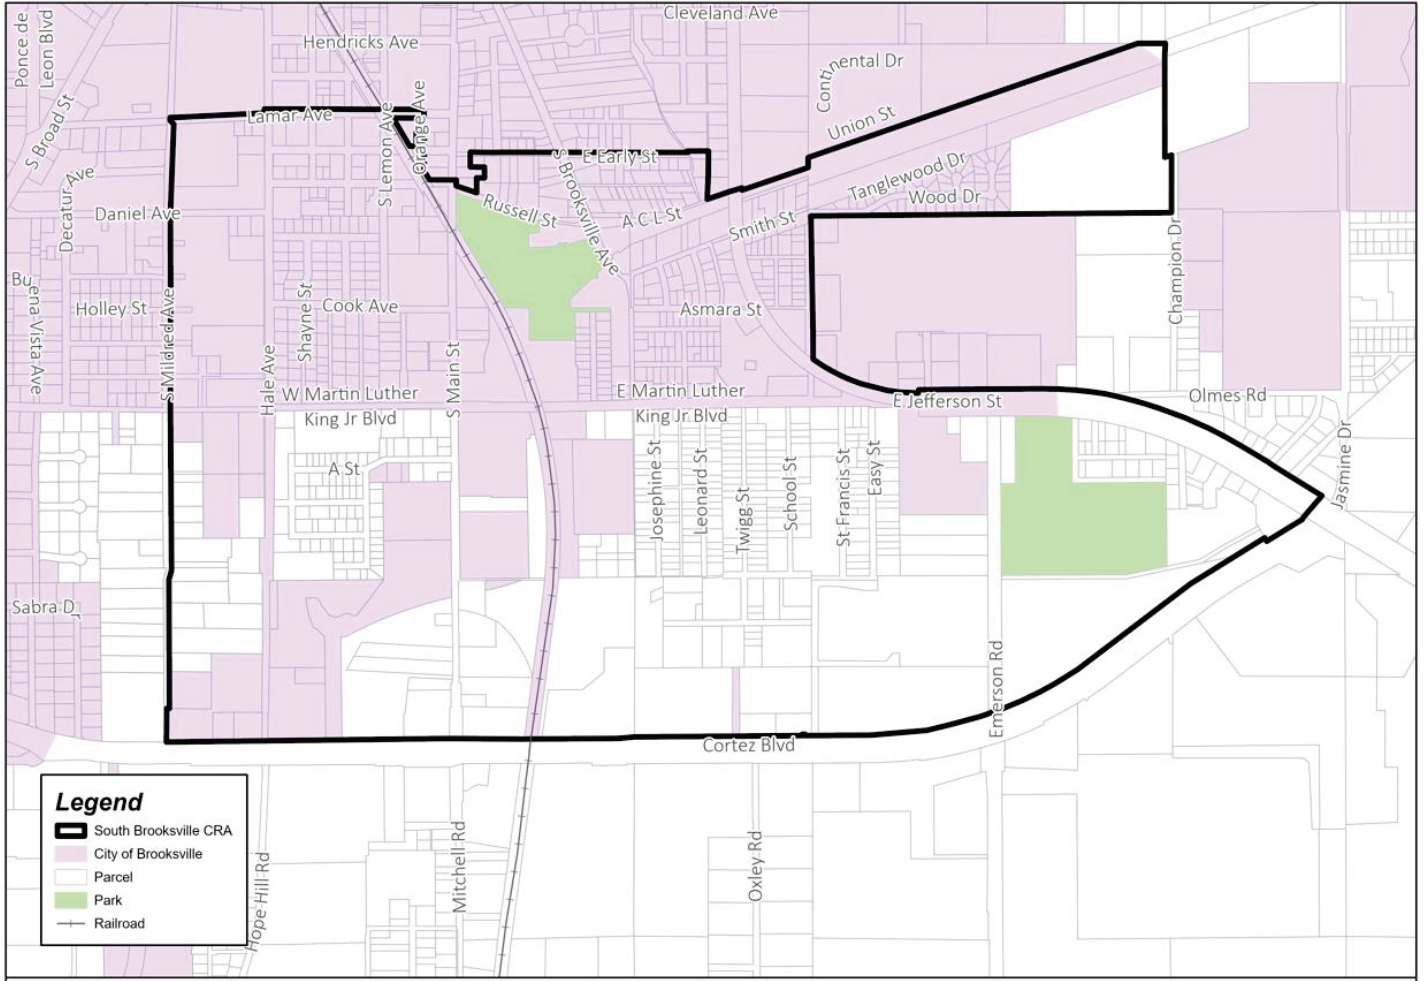 Cleveland Ave
Ponce de
Leon Blvd
Hendricks Ave
Continental Dr
S Broad St
Lamar Ave
S Lemon Ave
Orange Ave
Union St
E Early St
S Brooksville Ave
Tanglewood Dr
Wood Dr
Decatur Ave
Daniel Ave
Russell St
A C L St
Smith St
Champion Dr
Buena Vista Ave
Holley St
S Mildred Ave
Shayne St
Cook Ave
Asmara St
Hale Ave
S Main St
W Martin Luther
King Jr Blvd
E Martin Luther
King Jr Blvd
E Jefferson St
Olmes Rd
Jasmine Dr
A St
Josephine St
Leonard St
Twigg St
School St
St Francis St
Easy St
Sabra Dr
Emerson Rd
Cortez Blvd
Hope Hill Rd
Mitchell Rd
Oxley Rd
Legend
South Brooksville CRA
City of Brooksville
Parcel
Park
Railroad